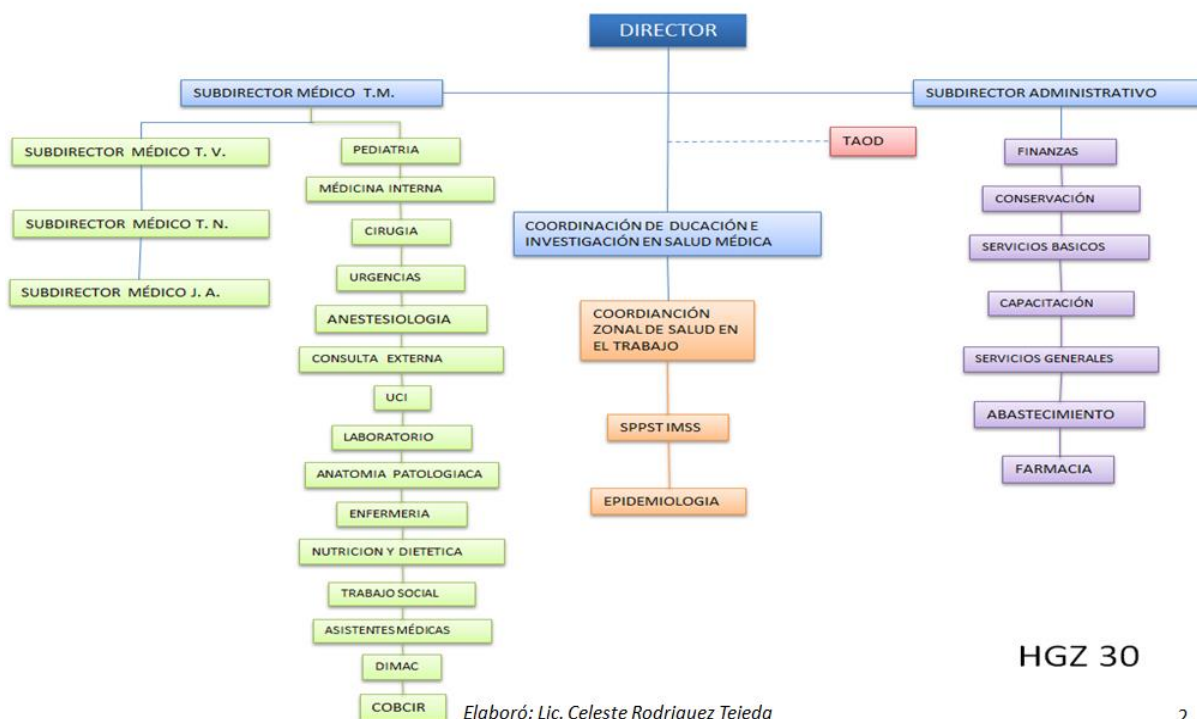 DIRECTOR
SUBDIRECTOR MÉDICO T.M.
SUBDIRECTOR ADMINISTRATIVO
TAOD
SUBDIRECTOR MÉDICO T. V.
SUBDIRECTOR MÉDICO T. N.
SUBDIRECTOR MÉDICO J. A.
PEDIATRIA
MÉDICINA INTERNA
CIRUGIA
URGENCIAS
ANESTESIOLOGIA
CONSULTA EXTERNA
UCI
LABORATORIO
ANATOMIA PATOLOGIACA
ENFERMERIA
NUTRICION Y DIETETICA
TRABAJO SOCIAL
ASISTENTES MÉDICAS
DIMAC
COBCIR
COORDINACIÓN DE DUCACIÓN E
INVESTIGACIÓN EN SALUD MÉDICA
COORDIANCIÓN
ZONAL DE SALUD EN
EL TRABAJO
SPPST IMSS
EPIDEMIOLOGIA
FINANZAS
CONSERVACIÓN
SERVICIOS BASICOS
CAPACITACIÓN
SERVICIOS GENERALES
ABASTECIMIENTO
FARMACIA
HGZ 30
Elaboró: Lic. Celeste Rodriguez Tejeda
2